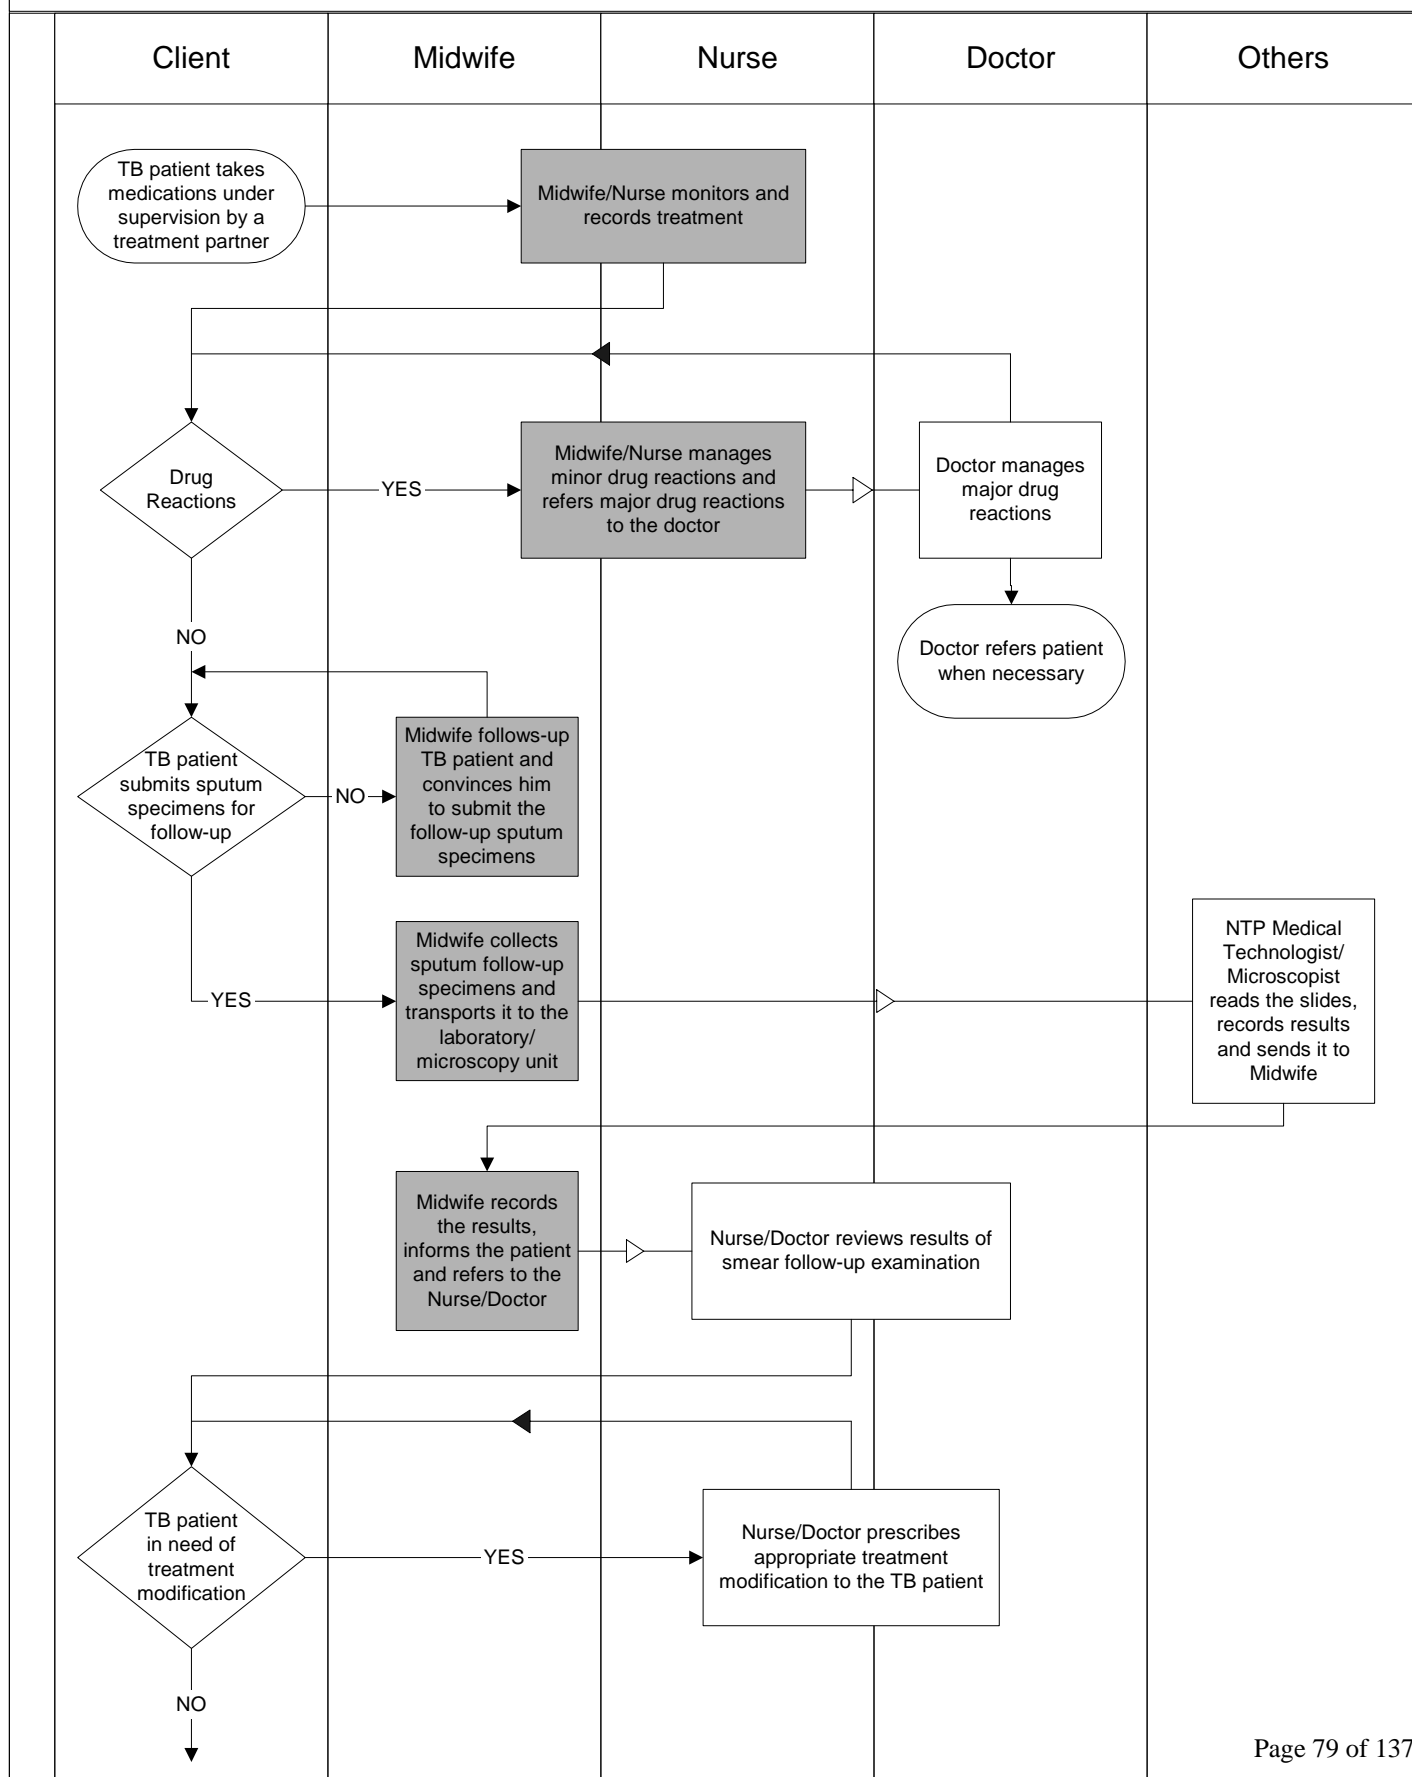 Client
Midwife
Nurse
Doctor
Others
TB patient takes
medications under
supervision by a
treatment partner
Midwife/Nurse monitors and
records treatment
Drug
Reactions
YES
Midwife/Nurse manages
minor drug reactions and
refers major drug reactions
to the doctor
Doctor manages
major drug
reactions
NO
Doctor refers patient
when necessary
TB patient
submits sputum
specimens for
follow-up
NO
Midwife follows-up
TB patient and
convinces him
to submit the
follow-up sputum
specimens
YES
Midwife collects
sputum follow-up
specimens and
transports it to the
laboratory/
microscopy unit
NTP Medical
Technologist/
Microscopist
reads the slides,
records results
and sends it to
Midwife
Midwife records
the results,
informs the patient
and refers to the
Nurse/Doctor
Nurse/Doctor reviews results of
smear follow-up examination
TB patient
in need of
treatment
modification
YES
Nurse/Doctor prescribes
appropriate treatment
modification to the TB patient
NO
Page 79 of 137